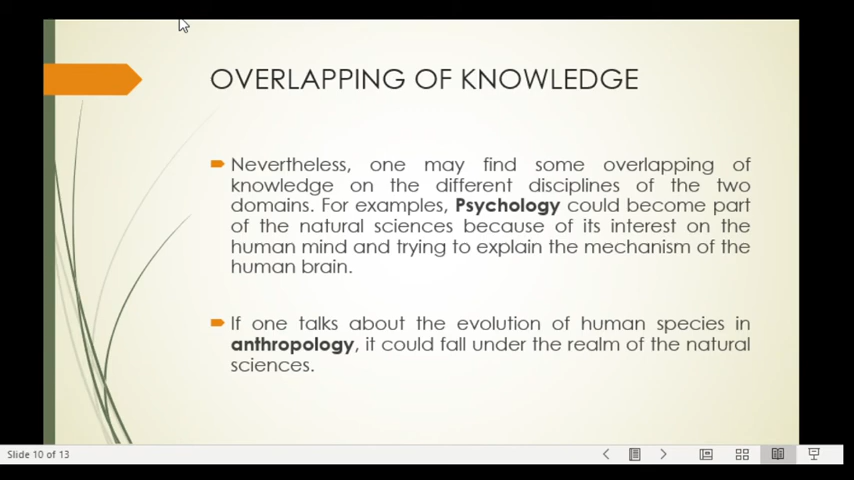 OVERLAPPING OF KNOWLEDGE
Nevertheless, one may find some overlapping of
knowledge on the different disciplines of the two
domains. For examples, Psychology could become part
of the natural sciences because of its interest on the
human mind and trying to explain the mechanism of the
human brain.
If one talks about the evolution of human species in
anthropology, it could fall under the realm of the natural
sciences.
Slide 10 of 13